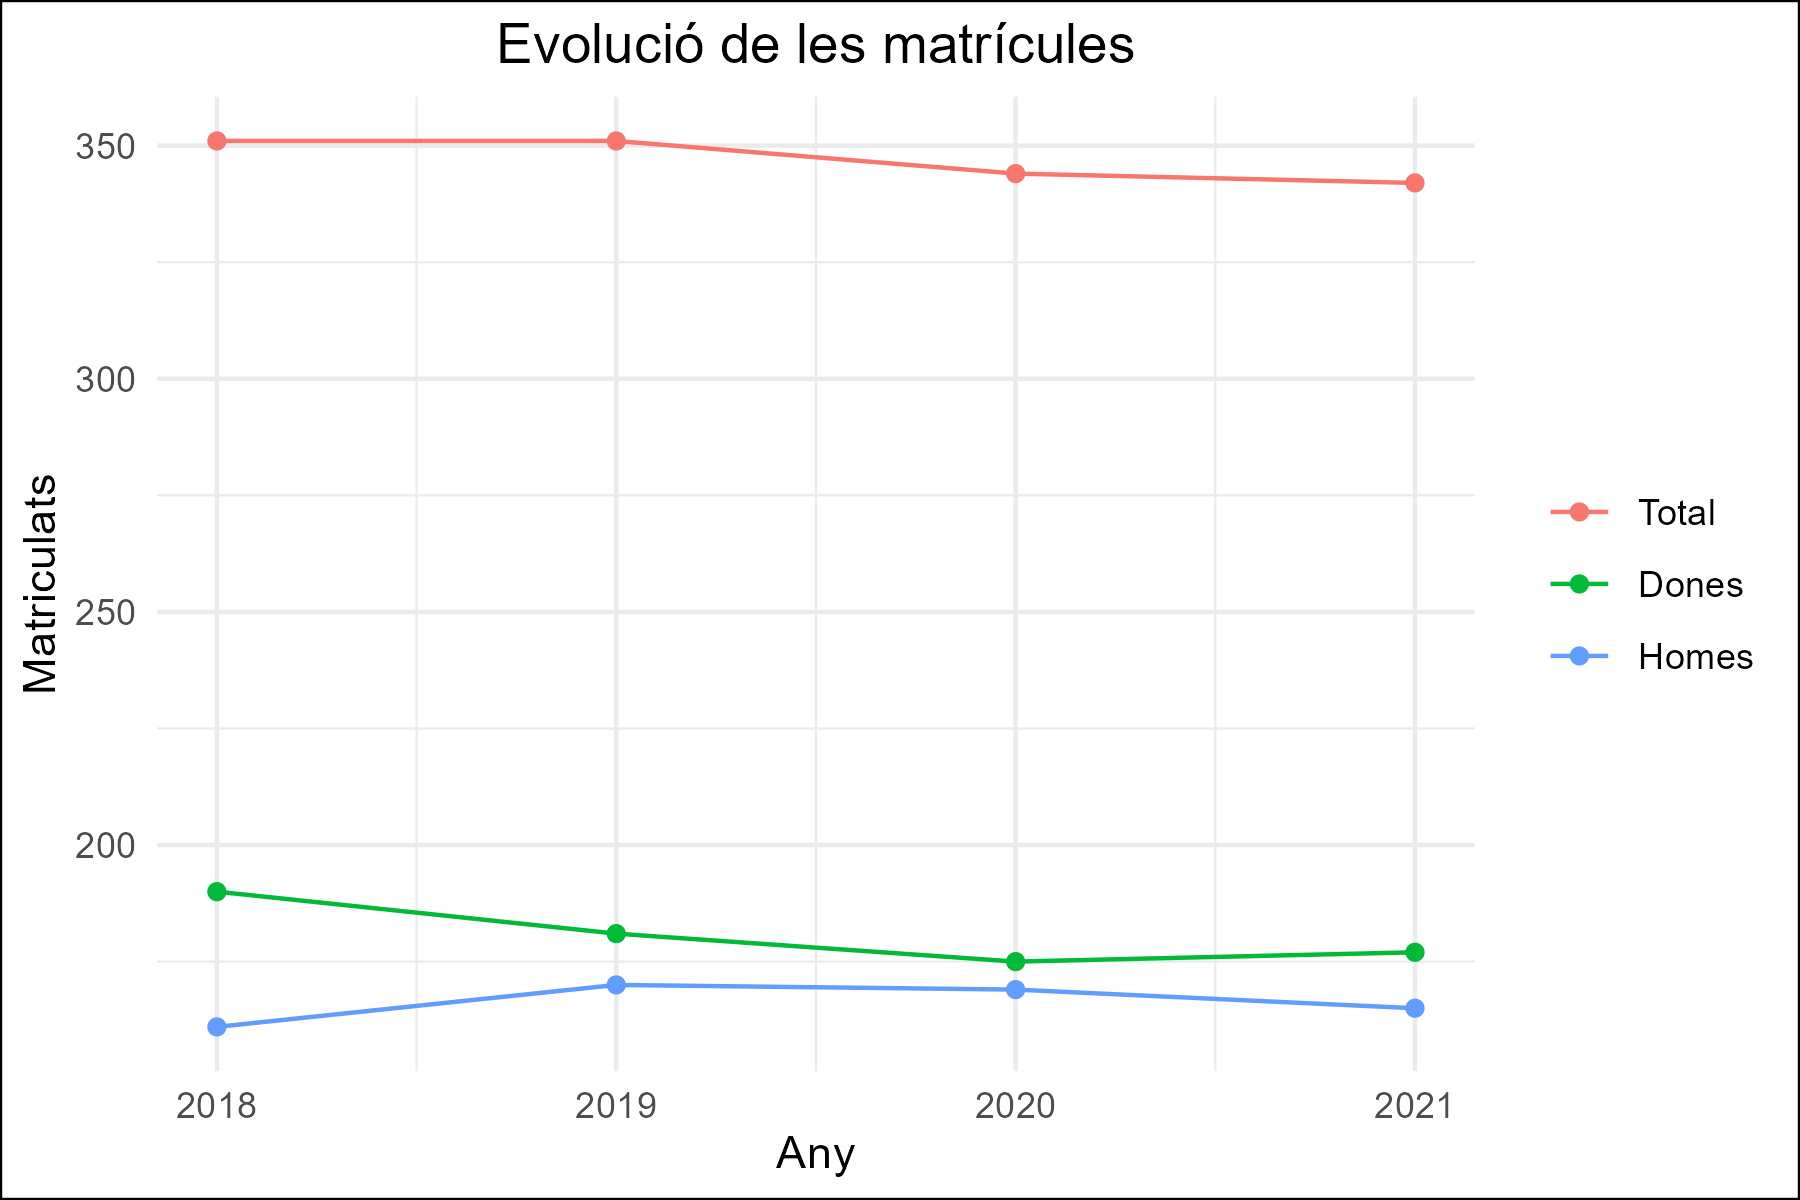 Evolució de les matrícules
350
300
250
200
Matriculats
2018 2019 2020 2021
Any
Total
Dones
Homes